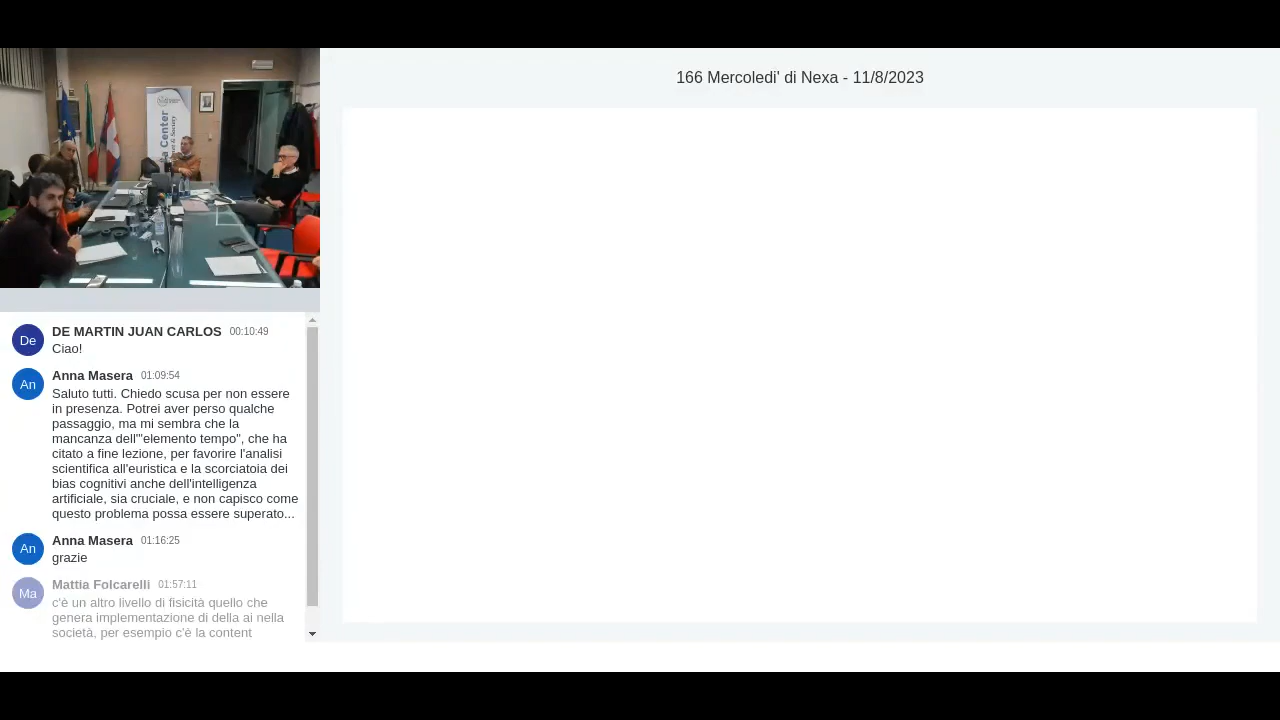 166 Mercoledi' di Nexa - 11/8/2023
a Center
De
DE MARTIN JUAN CARLOS 00:10:49
Ciao!
An
Anna Masera 01:09:54
Saluto tutti. Chiedo scusa per non essere
in presenza. Potrei aver perso qualche
passaggio, ma mi sembra che la
mancanza dell'"elemento tempo", che ha
citato a fine lezione, per favorire l'analisi
scientifica all'euristica e la scorciatoia dei
bias cognitivi anche dell'intelligenza
artificiale, sia cruciale, e non capisco come
questo problema possa essere superato...
An
Anna Masera 01:16:25
grazie
Ma
Mattia Folcarelli 01:57:11
c'è un altro livello di fisicità quello che
genera implementazione di della ai nella
società, per esempio c'è la content